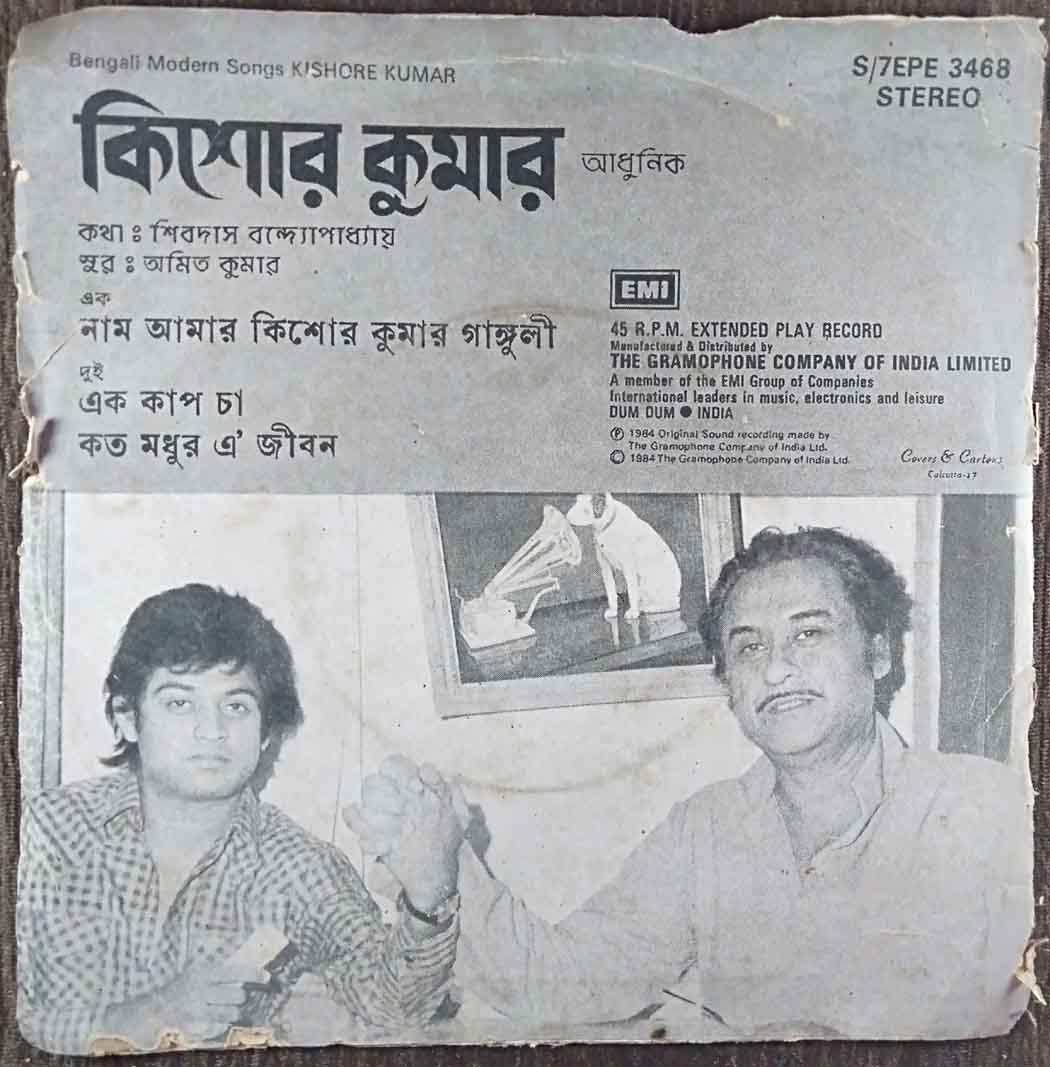 Bengali Modern Songs KISHORE KUMAR
S/7EPE 3468
STEREO
কিশোর কুমার আধুনিক
কথা : শিবদাস বন্দ্যোপাধ্যায়
সুর : অমিত কুমার
এক
নাম আমার কিশোর কুমার গাঙ্গুলী
দুই
এক কাপ চা
কত মধুর এ' জীবন
EMI
45 R.P.M. EXTENDED PLAY RECORD
Manufactured & Distributed by
THE GRAMOPHONE COMPANY OF INDIA LIMITED
A member of the EMI Group of Companies
International leaders in music, electronics and leisure
DUM DUM ● INDIA
Ⓟ 1984 Original Sound recording made by
The Gramophone Company of India Ltd.
© 1984 The Gramophone Company of India Ltd.
Covers & Cartons
Calcutta-17